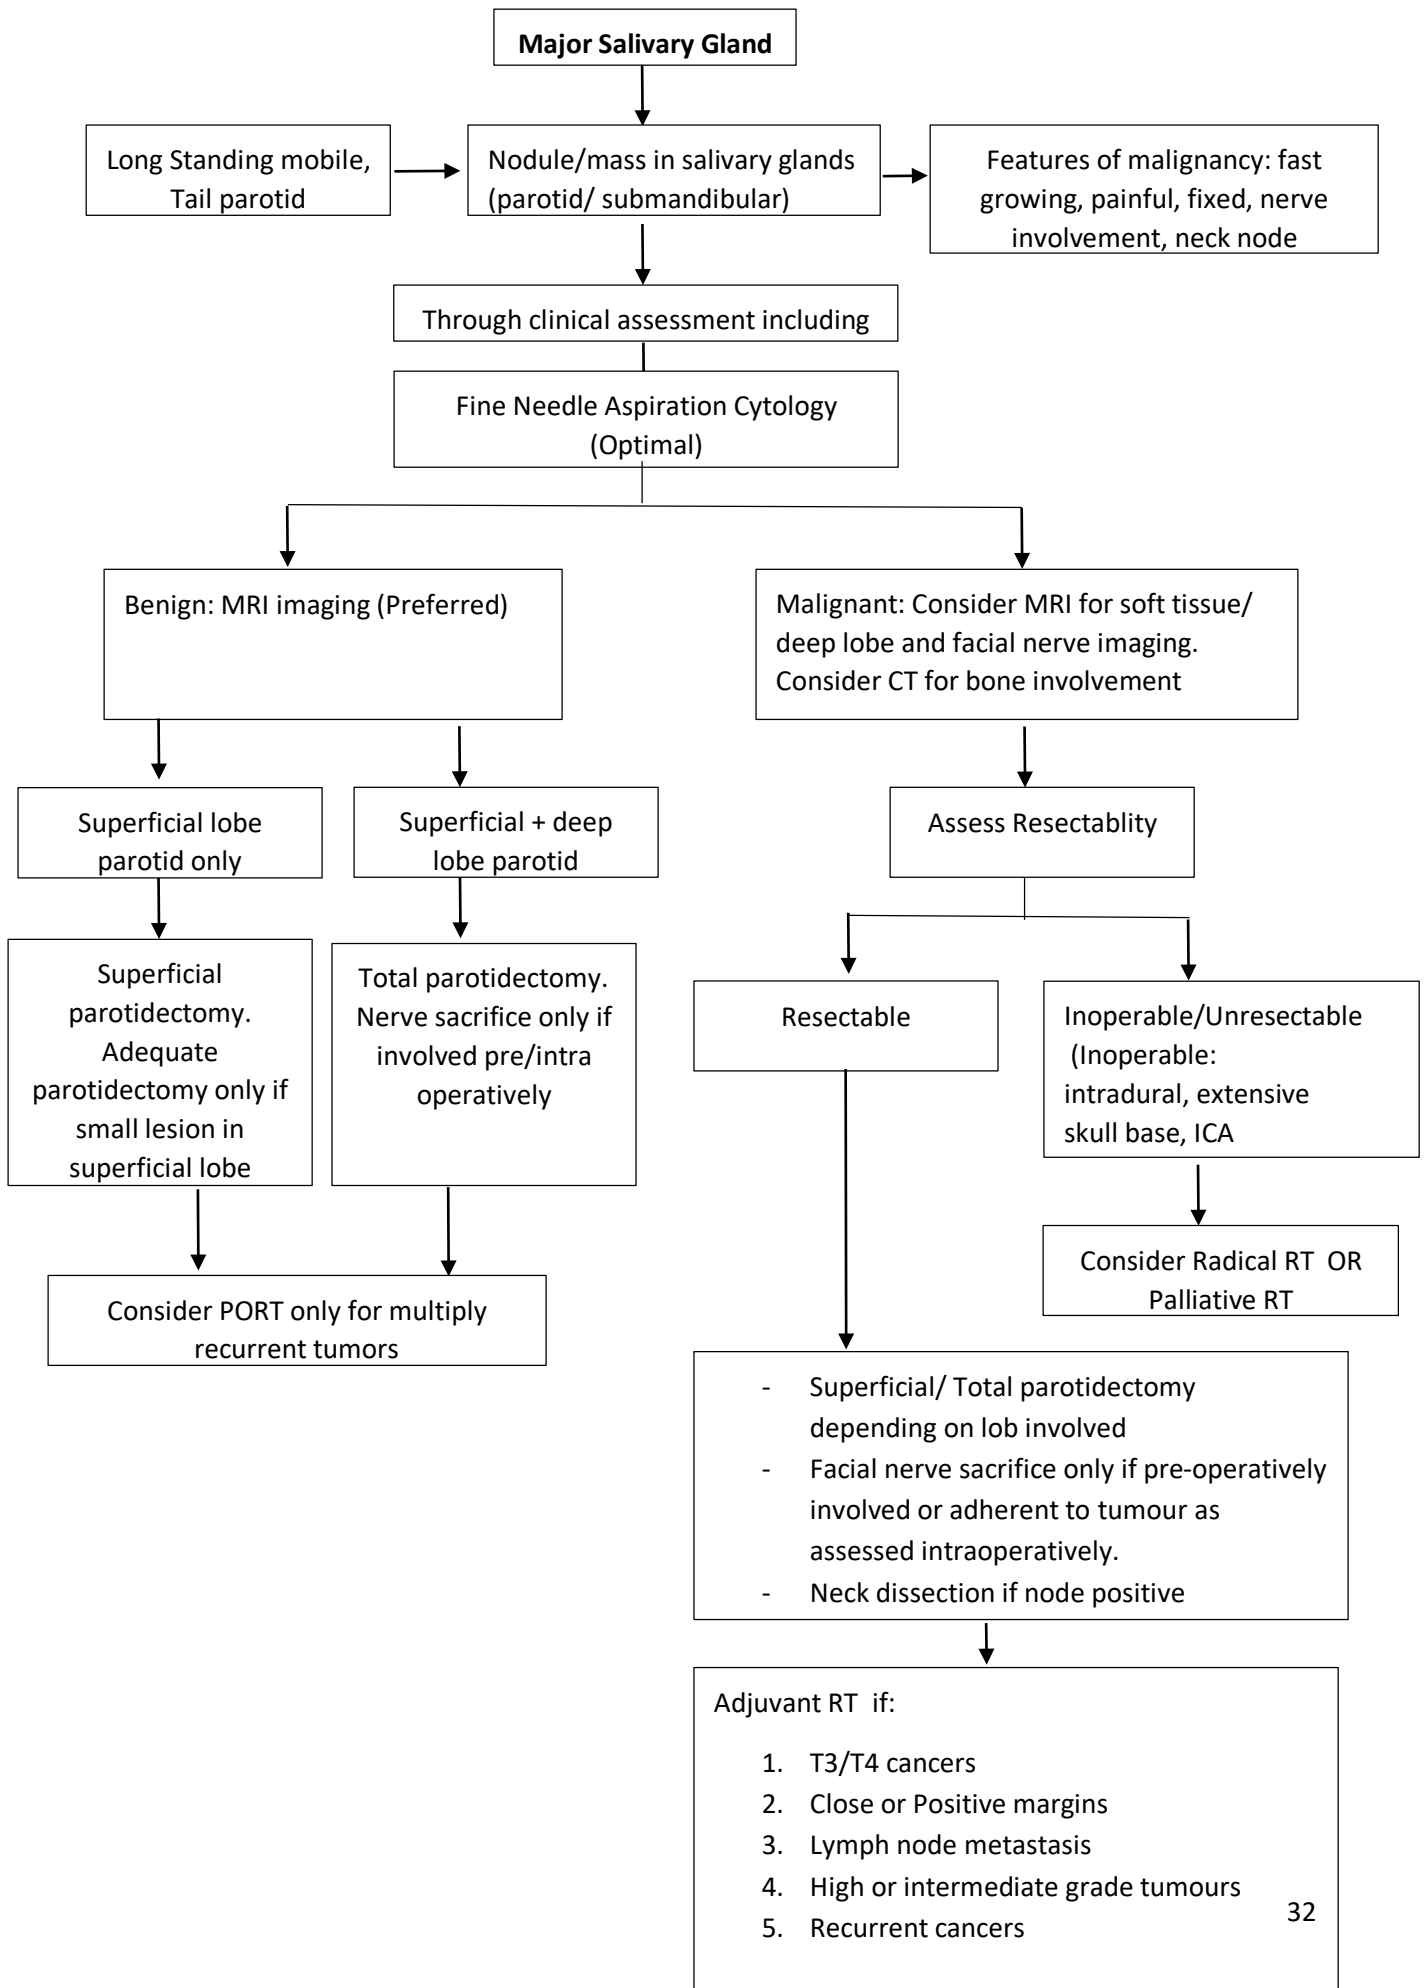 Major Salivary Gland
Long Standing mobile,
Tail parotid
Nodule/mass in salivary glands
(parotid/ submandibular)
Features of malignancy: fast
growing, painful, fixed, nerve
involvement, neck node
Through clinical assessment including
Fine Needle Aspiration Cytology
(Optimal)
Benign: MRI imaging (Preferred)
Malignant: Consider MRI for soft tissue/
deep lobe and facial nerve imaging.
Consider CT for bone involvement
Superficial lobe
parotid only
Superficial + deep
lobe parotid
Assess Resectablity
Superficial
parotidectomy.
Adequate
parotidectomy only if
small lesion in
superficial lobe
Total parotidectomy.
Nerve sacrifice only if
involved pre/intra
operatively
Resectable
Inoperable/Unresectable
(Inoperable:
intradural, extensive
skull base, ICA
Consider PORT only for multiply
recurrent tumors
Consider Radical RT OR
Palliative RT
- Superficial/ Total parotidectomy
depending on lob involved
- Facial nerve sacrifice only if pre-operatively
involved or adherent to tumour as
assessed intraoperatively.
- Neck dissection if node positive
Adjuvant RT if:
1. T3/T4 cancers
2. Close or Positive margins
3. Lymph node metastasis
4. High or intermediate grade tumours
5. Recurrent cancers
32